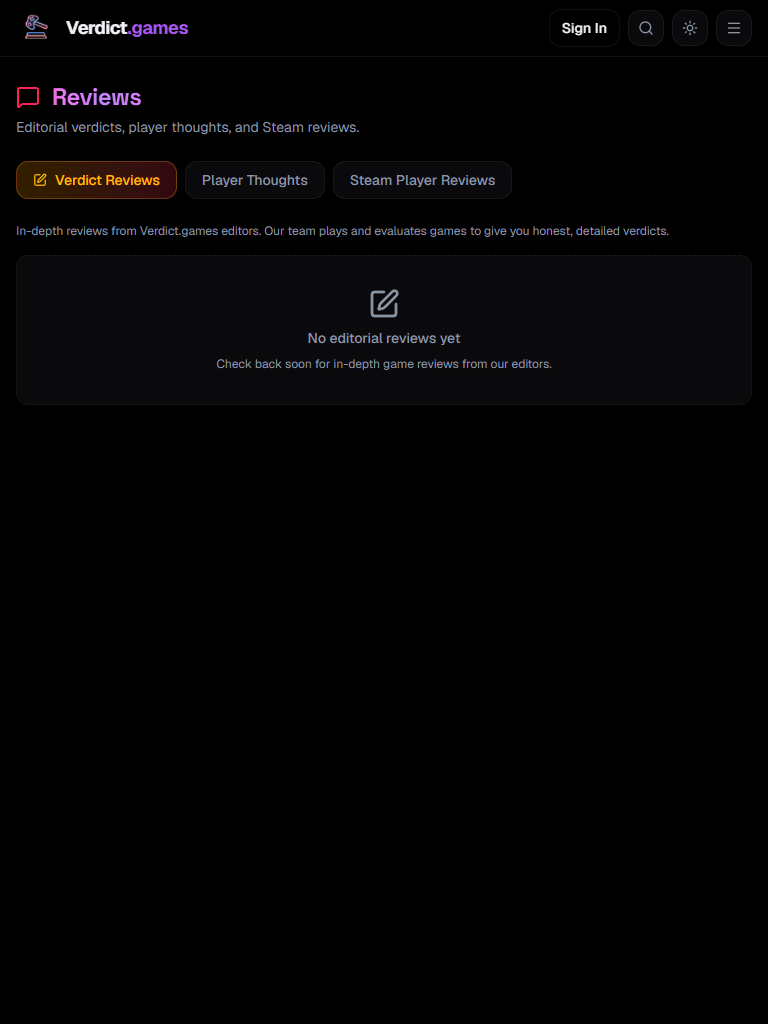 Verdict.games
Sign In
Reviews
Editorial verdicts, player thoughts, and Steam reviews.
Verdict Reviews
Player Thoughts
Steam Player Reviews
In-depth reviews from Verdict.games editors. Our team plays and evaluates games to give you honest, detailed verdicts.
No editorial reviews yet
Check back soon for in-depth game reviews from our editors.